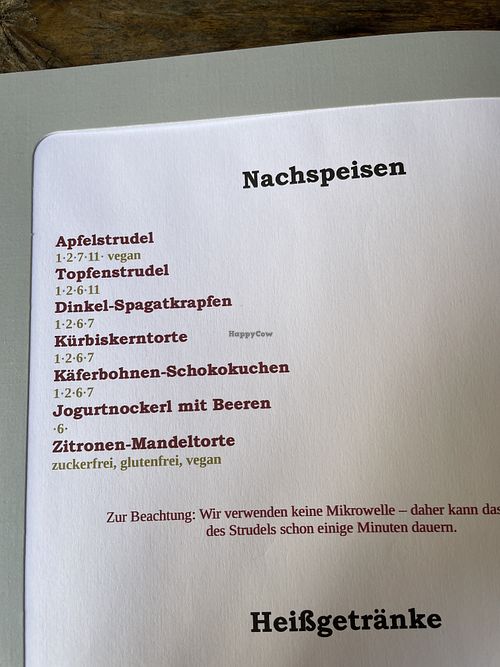 Nachspeisen
Apfelstrudel
1·2·7·11· vegan
Topfenstrudel
1·2·6·11
Dinkel-Spagatkrapfen
1·2·6·7
Kürbiskerntorte
1·2·6·7
Käferbohnen-Schokokuchen
1·2·6·7
Jogurtnockerl mit Beeren
·6·
Zitronen-Mandeltorte
zuckerfrei, glutenfrei, vegan
Zur Beachtung: Wir verwenden keine Mikrowelle – daher kann das
des Strudels schon einige Minuten dauern.
Heißgetränke
HappyCow